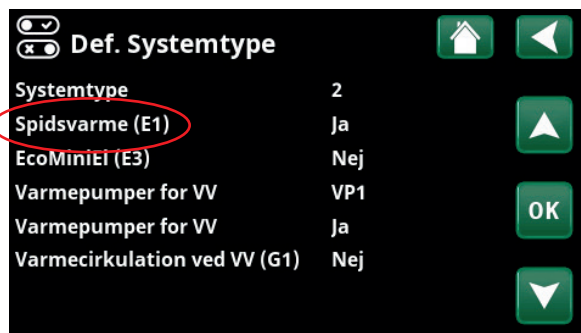 Def. Systemtype
Systemtype 2
Spidsvarme (E1) Ja
EcoMiniEl (E3) Nej
Varmepumper for VV VP1
Varmepumper for VV Ja
OK
Varmecirkulation ved VV (G1) Nej